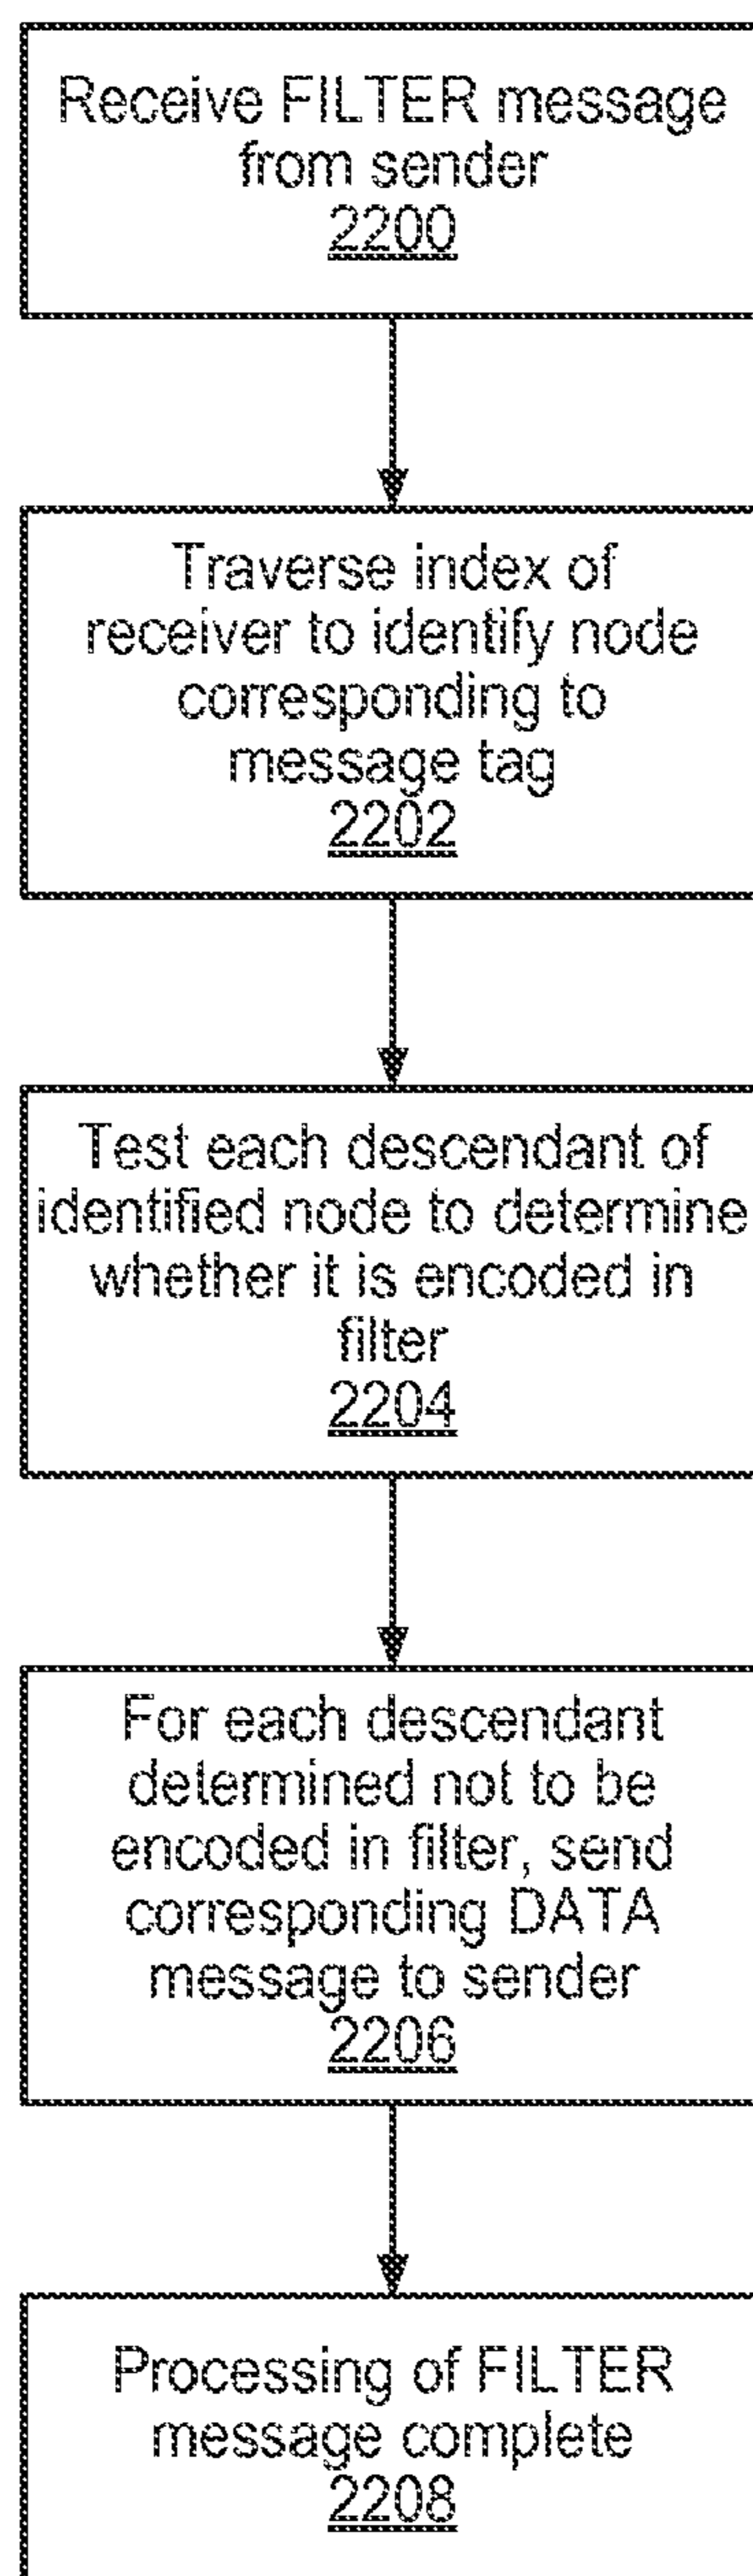 Receive FILTER message
from sender
2200
Traverse index of
receiver to identify node
corresponding to
message tag
2202
Test each descendant of
identified node to determine
whether it is encoded in
filter
2204
For each descendant
determined not to be
encoded in filter, send
corresponding DATA
message to sender
2206
Processing of FILTER
message complete
2208